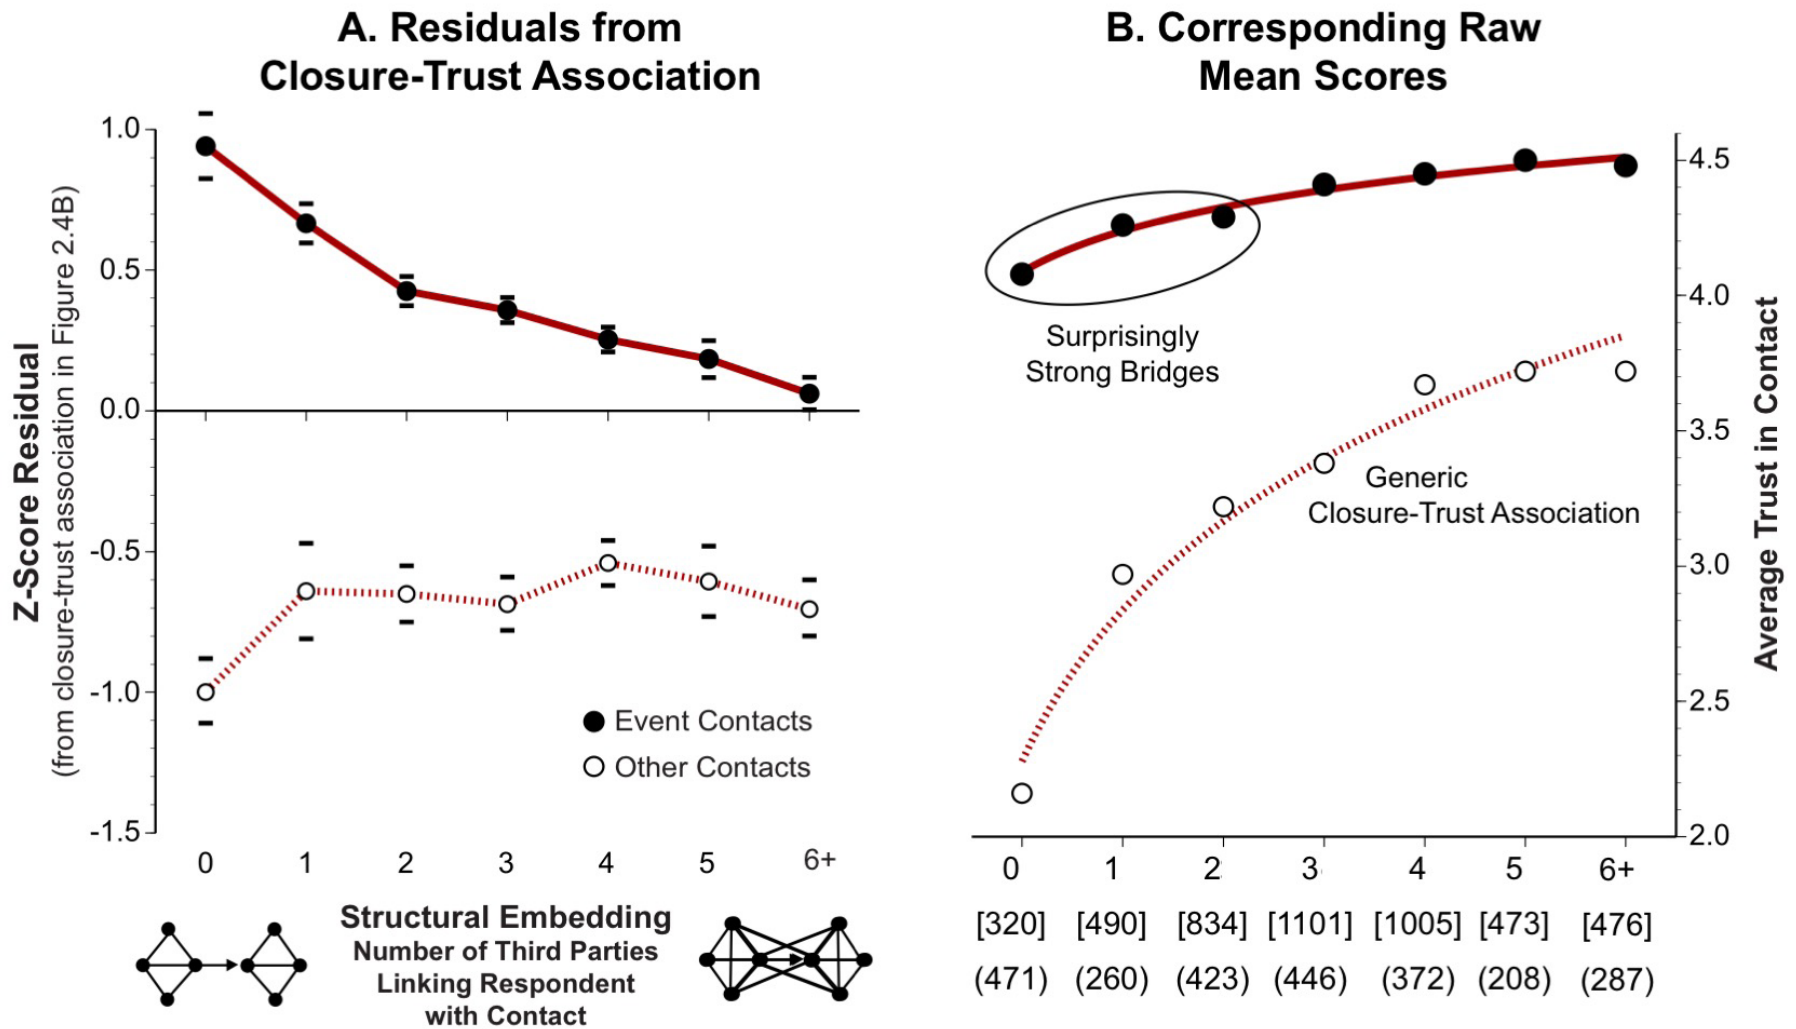 A. Residuals from
Closure-Trust Association
B. Corresponding Raw
Mean Scores
Z-Score Residual
(from closure-trust association in Figure 2.4B)
1.0
0.5
0.0
-0.5
-1.0
-1.5
Event Contacts
Other Contacts
0 1 2 3 4 5 6+
Structural Embedding
Number of Third Parties
Linking Respondent
with Contact
Surprisingly
Strong Bridges
Generic
Closure-Trust Association
4.5
4.0
3.5
3.0
2.5
2.0
Average Trust in Contact
0 1 2 3 4 5 6+
[320] [490] [834] [1101] [1005] [473] [476]
(471) (260) (423) (446) (372) (208) (287)